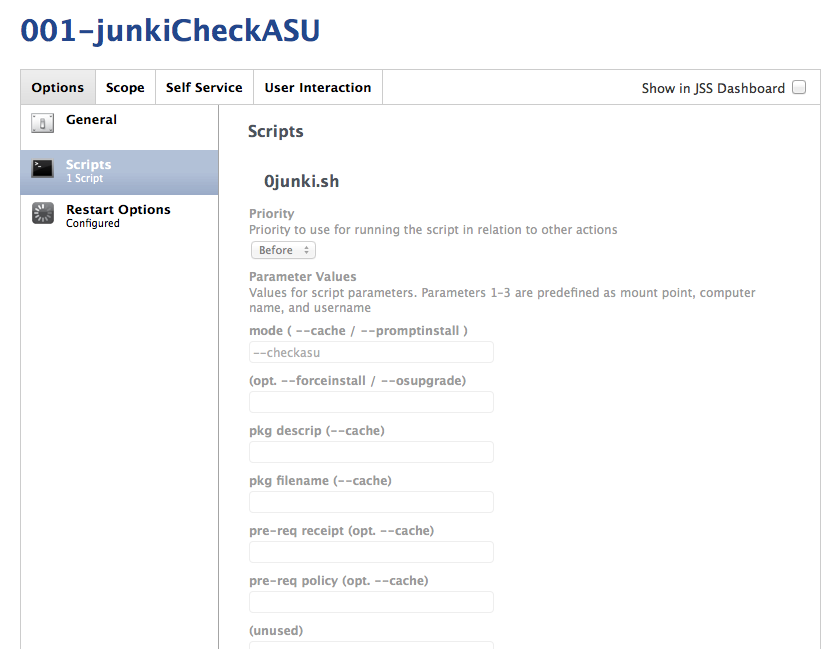 001-junkiCheckASU
Options
Scope
Self Service
User Interaction
Show in JSS Dashboard
General
Scripts
1 Script
Restart Options
Configured
Scripts
0junki.sh
Priority
Priority to use for running the script in relation to other actions
Before
Parameter Values
Values for script parameters. Parameters 1-3 are predefined as mount point, computer
name, and username
mode ( --cache / --promptinstall )
--checkasu
(opt. --forceinstall / --osupgrade)
pkg descrip (--cache)
pkg filename (--cache)
pre-req receipt (opt. --cache)
pre-req policy (opt. --cache)
(unused)